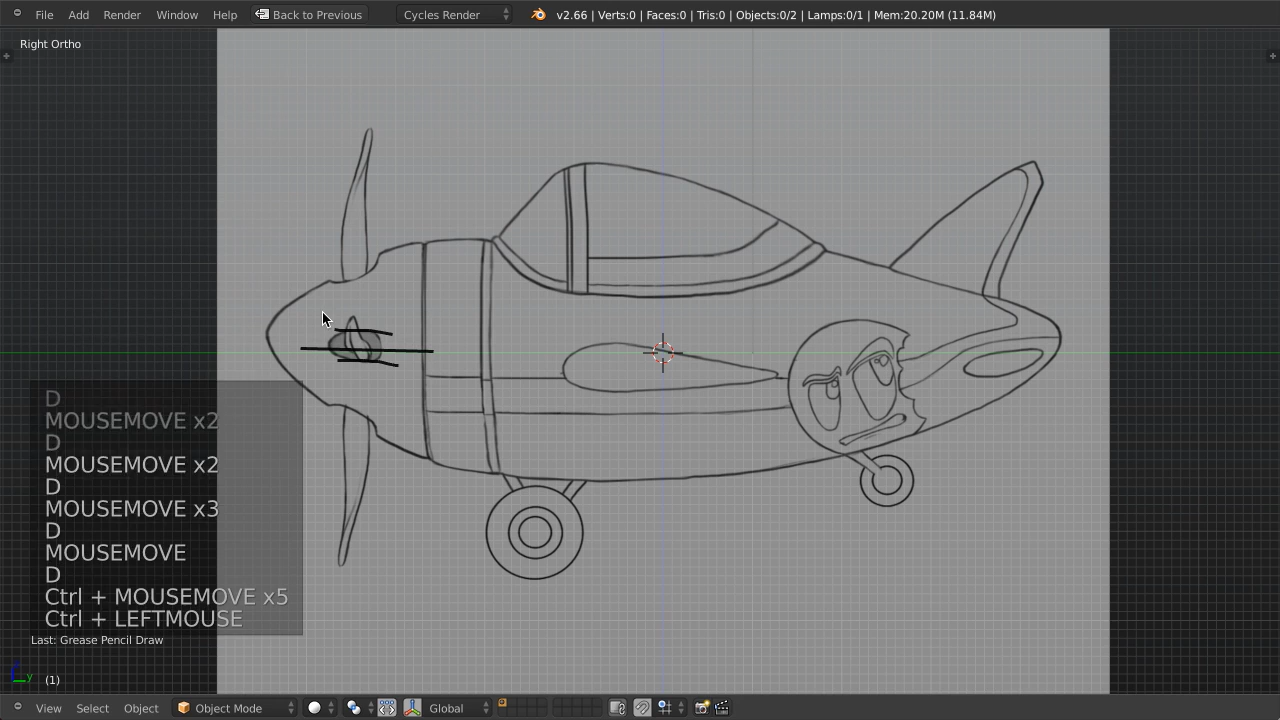 File Add Render Window Help Back to Previous Cycles Render v2.66 | Verts:0 | Faces:0 | Tris:0 | Objects:0/2 | Lamps:0/1 | Mem:20.20M (11.84M)
Right Ortho
D
MOUSEMOVE x2
D
MOUSEMOVE x2
D
MOUSEMOVE x3
D
MOUSEMOVE
D
Ctrl + MOUSEMOVE x5
Ctrl + LEFTMOUSE
Last: Grease Pencil Draw
y (1)
View Select Object Object Mode Global